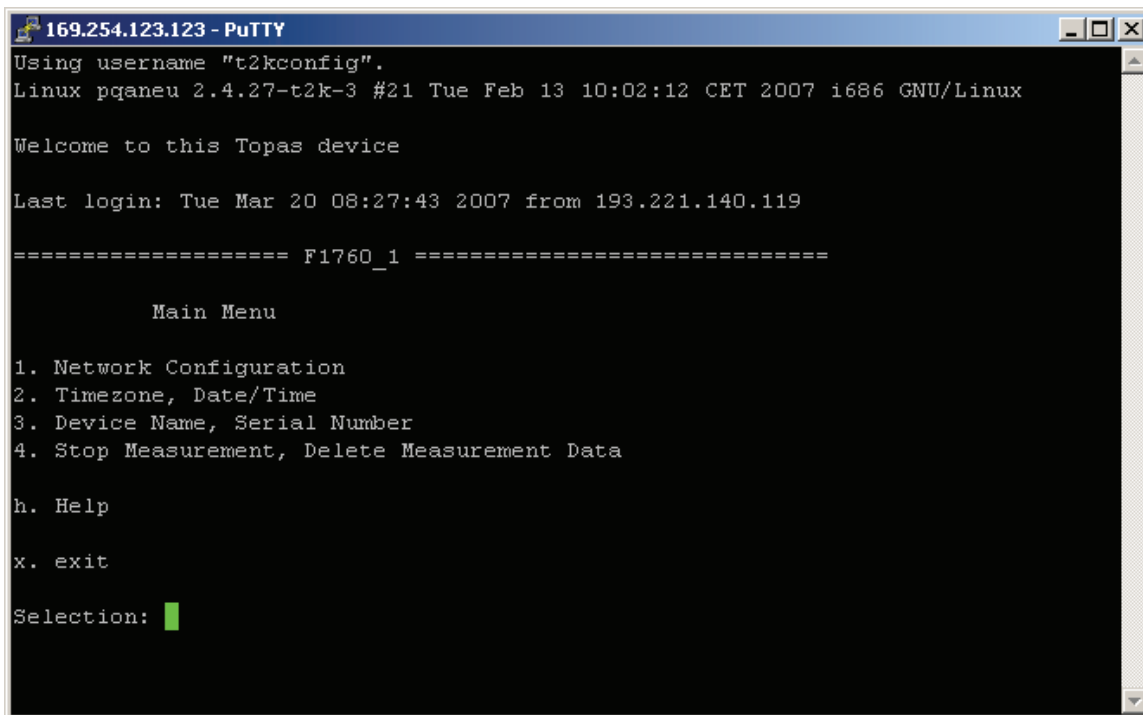 169.254.123.123 - PuTTY
Using username "t2kconfig".
Linux pqaneu 2.4.27-t2k-3 #21 Tue Feb 13 10:02:12 CET 2007 i686 GNU/Linux
Welcome to this Topas device
Last login: Tue Mar 20 08:27:43 2007 from 193.221.140.119
==================== F1760_1 ==============================
Main Menu
1. Network Configuration
2. Timezone, Date/Time
3. Device Name, Serial Number
4. Stop Measurement, Delete Measurement Data
h. Help
x. exit
Selection: